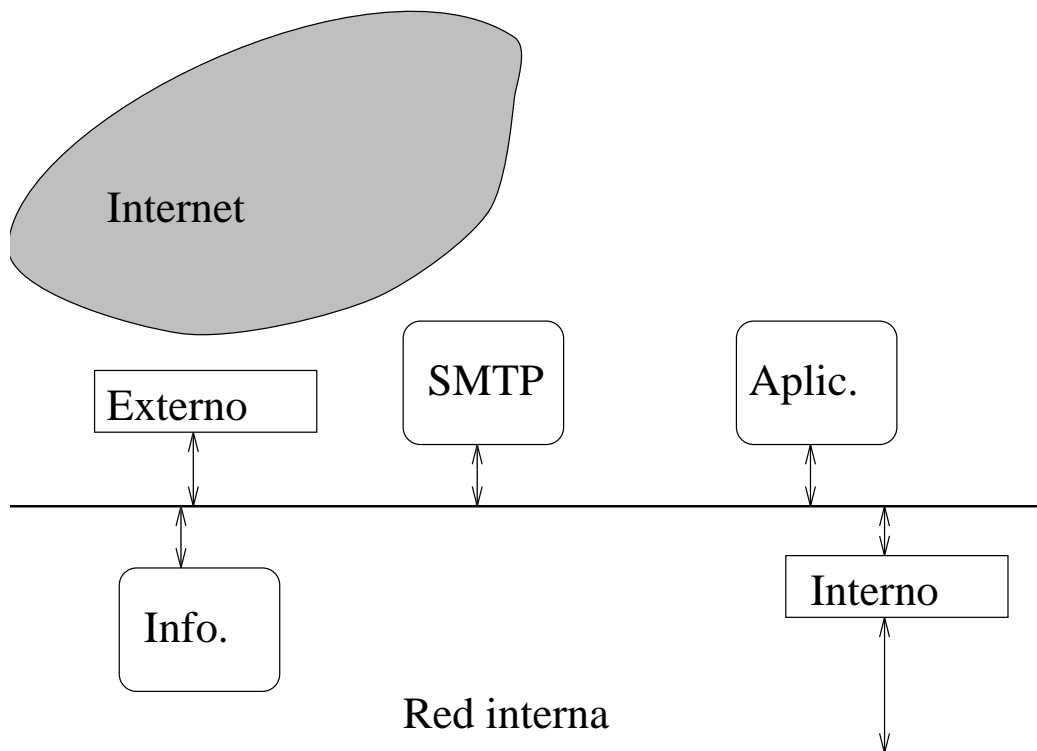 Internet
SMTP
Aplic.
Externo
Interno
Info.
Red interna